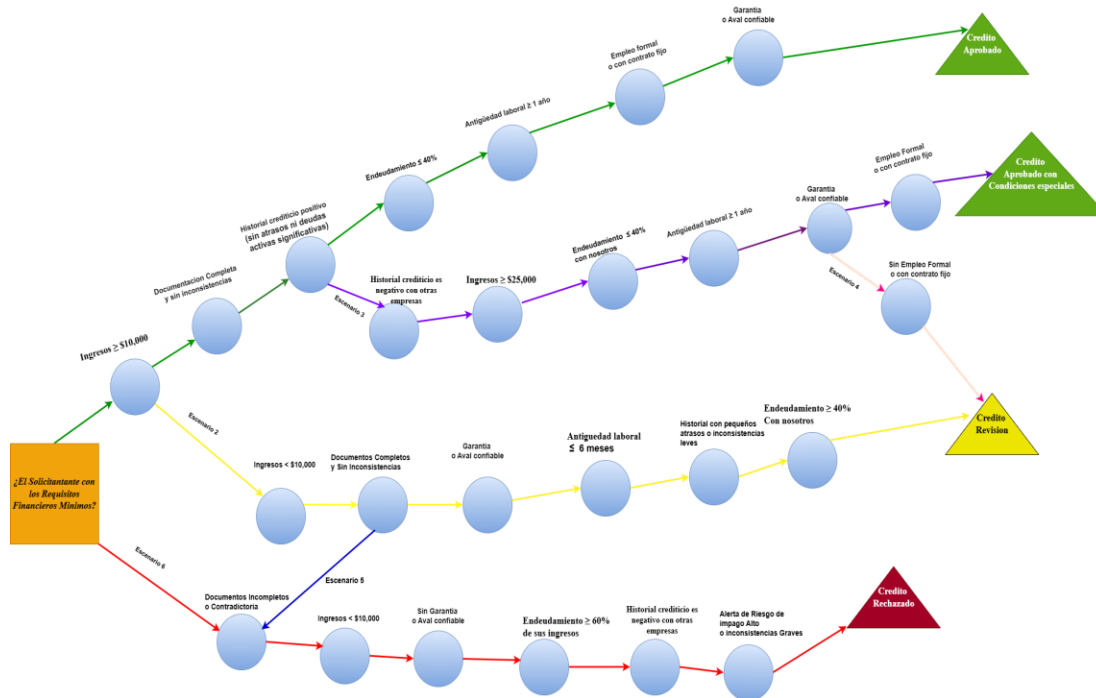 Garantia
o Aval confiable
Credito
Aprobado
Empleo formal
o con contrato fijo
Antigüedad laboral ≥ 1 año
Endeudamiento ≤ 40%
Historial crediticio positivo
(sin atrasos ni deudas
activas significativas)
Documentacion Completa
y sin inconsistencias
Ingresos ≥ $10,000
Escenario 3
Historial crediticio es
negativo con otras
empresas
Ingresos ≥ $25,000
Endeudamiento ≤ 40%
con nosotros
Antigüedad laboral ≥ 1 año
Garantia
o Aval confiable
Empleo Formal
o con contrato fijo
Credito
Aprobado con
Condiciones especiales
Escenario 4
Sin Empleo Formal
o con contrato fijo
¿El Solicitantante con
los Requisitos
Financieros Minimos?
Escenario 2
Ingresos < $10,000
Documentos Completos
y Sin Inconsistencias
Garantia
o Aval confiable
Antiguedad laboral
≤ 6 meses
Historial con pequeños
atrasos o inconsistencias
leves
Endeudamiento ≥ 40%
Con nosotros
Credito
Revision
Escenario 6
Escenario 5
Documentos Incompletos
o Contradictoria
Ingresos < $10,000
Sin Garantia
o Aval confiable
Endeudamiento ≥ 60%
de sus ingresos
Historial crediticio es
negativo con otras
empresas
Alerta de Riesgo de
impago Alto
o inconsistencias Graves
Credito
Rechazado